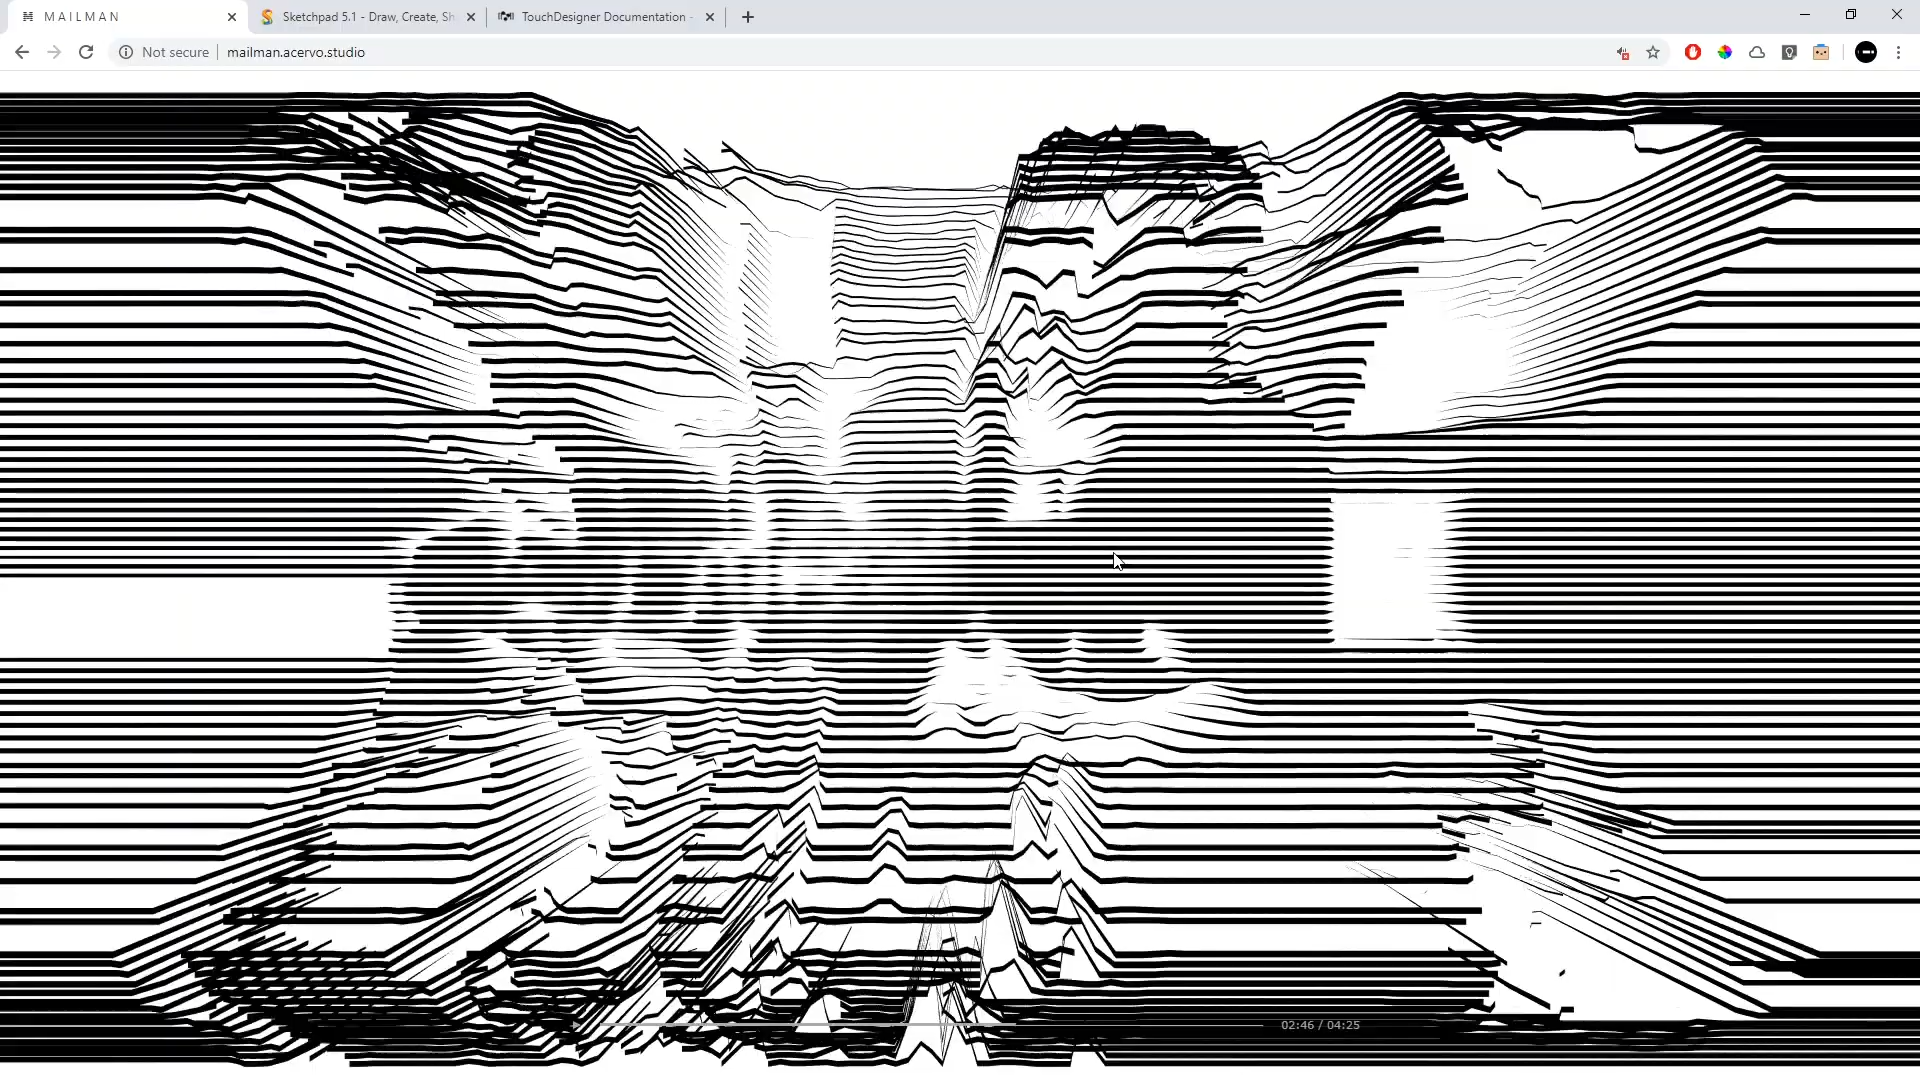 MAILMAN
Sketchpad 5.1 - Draw, Create, Sh
TouchDesigner Documentation -
Not secure
mailman.acervo.studio
02:46 / 04:25